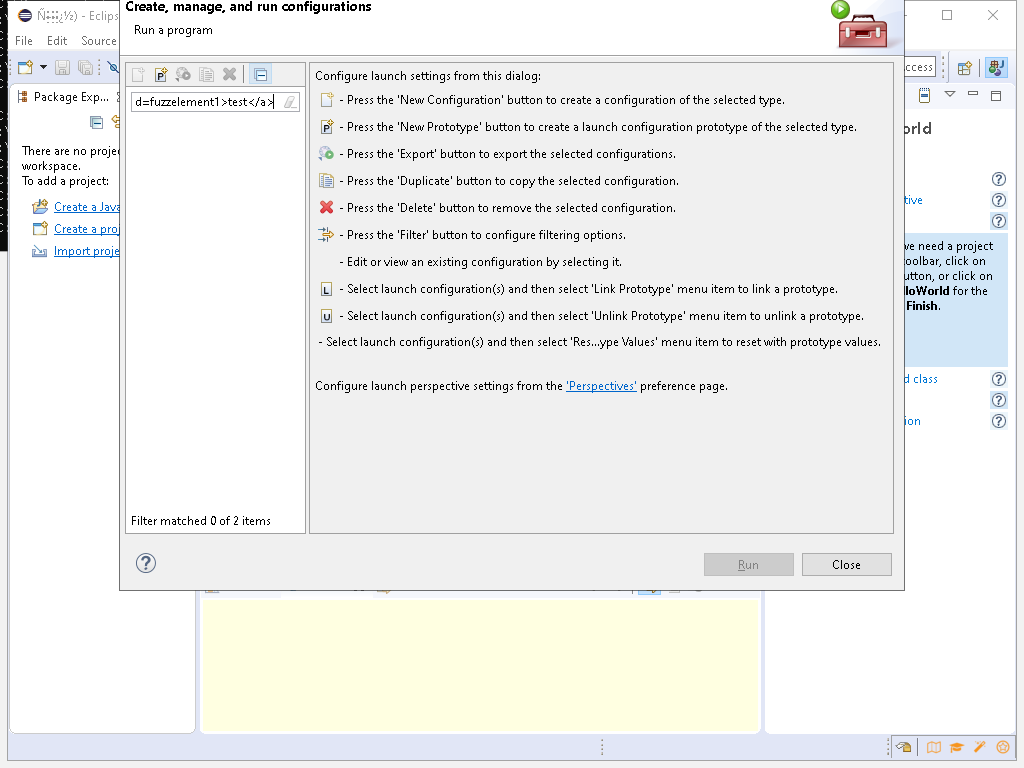 Create, manage, and run configurations
Run a program
- Eclips
File Edit Source
ccess
Package Exp...
d=fuzzelement1>test</a>
There are no proje
workspace.
To add a project:
Create a Java
Create a proj
Import proje
Configure launch settings from this dialog:
- Press the 'New Configuration' button to create a configuration of the selected type.
- Press the 'New Prototype' button to create a launch configuration prototype of the selected type.
- Press the 'Export' button to export the selected configurations.
- Press the 'Duplicate' button to copy the selected configuration.
- Press the 'Delete' button to remove the selected configuration.
- Press the 'Filter' button to configure filtering options.
- Edit or view an existing configuration by selecting it.
L - Select launch configuration(s) and then select 'Link Prototype' menu item to link a prototype.
U - Select launch configuration(s) and then select 'Unlink Prototype' menu item to unlink a prototype.
- Select launch configuration(s) and then select 'Res...ype Values' menu item to reset with prototype values.
Configure launch perspective settings from the 'Perspectives' preference page.
Filter matched 0 of 2 items
Run
Close
orld
tive
ve need a project
oolbar, click on
utton, or click on
lloWorld for the
Finish.
d class
ion